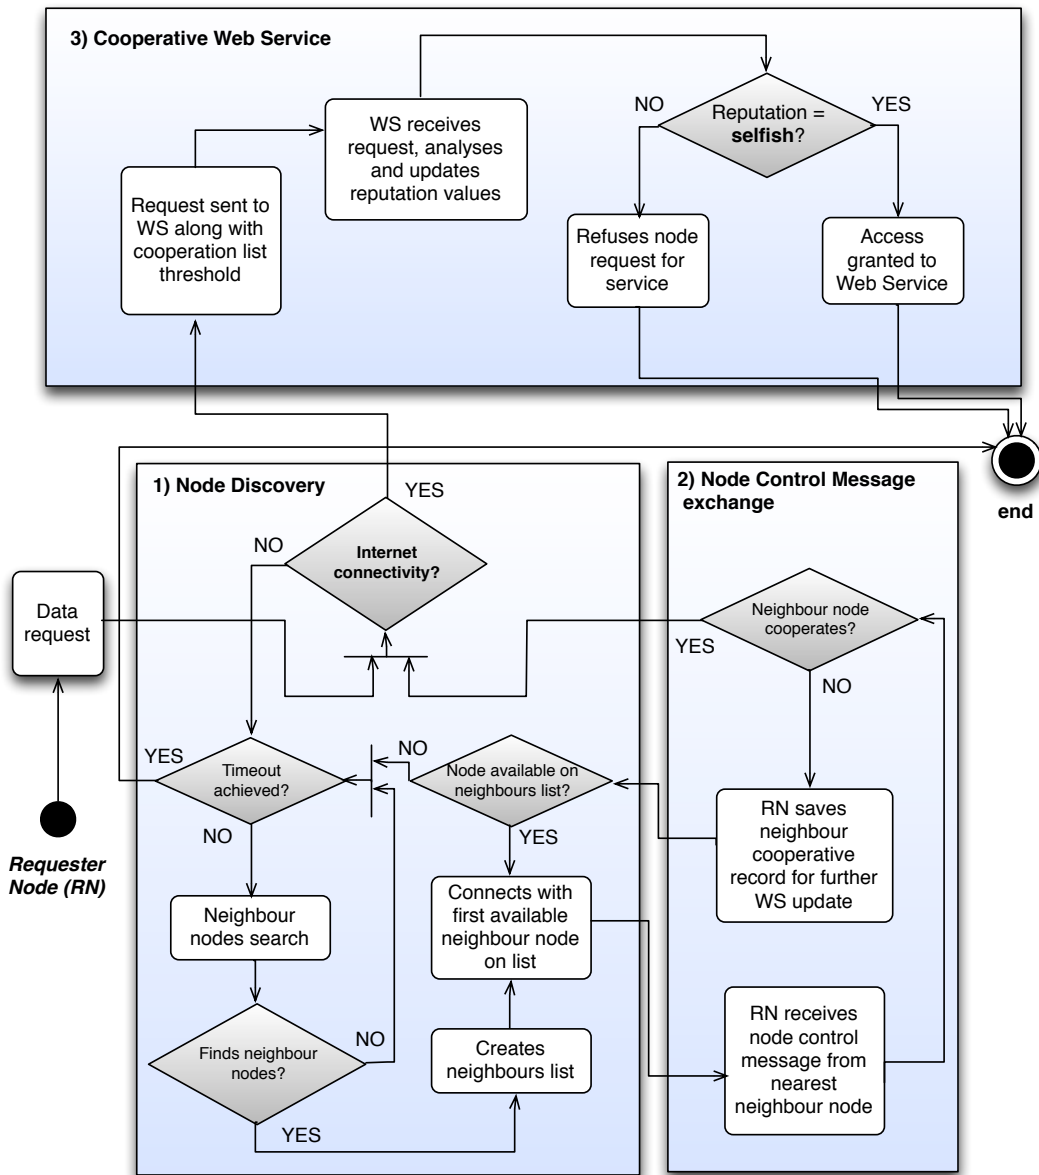 3) Cooperative Web Service
WS receives
request, analyses
and updates
reputation values
NO
Reputation =
selfish?
YES
Request sent to
WS along with
cooperation list
threshold
Refuses node
request for
service
Access
granted to
Web Service
end
1) Node Discovery
YES
NO
Internet
connectivity?
Data
request
Requester
Node (RN)
YES
Timeout
achieved?
NO
NO
Node available on
neighbours list?
YES
Neighbour
nodes search
Connects with
first available
neighbour node
on list
Finds neighbour
nodes?
NO
YES
Creates
neighbours list
2) Node Control Message
exchange
Neighbour node
cooperates?
YES
NO
RN saves
neighbour
cooperative
record for further
WS update
RN receives
node control
message from
nearest
neighbour node